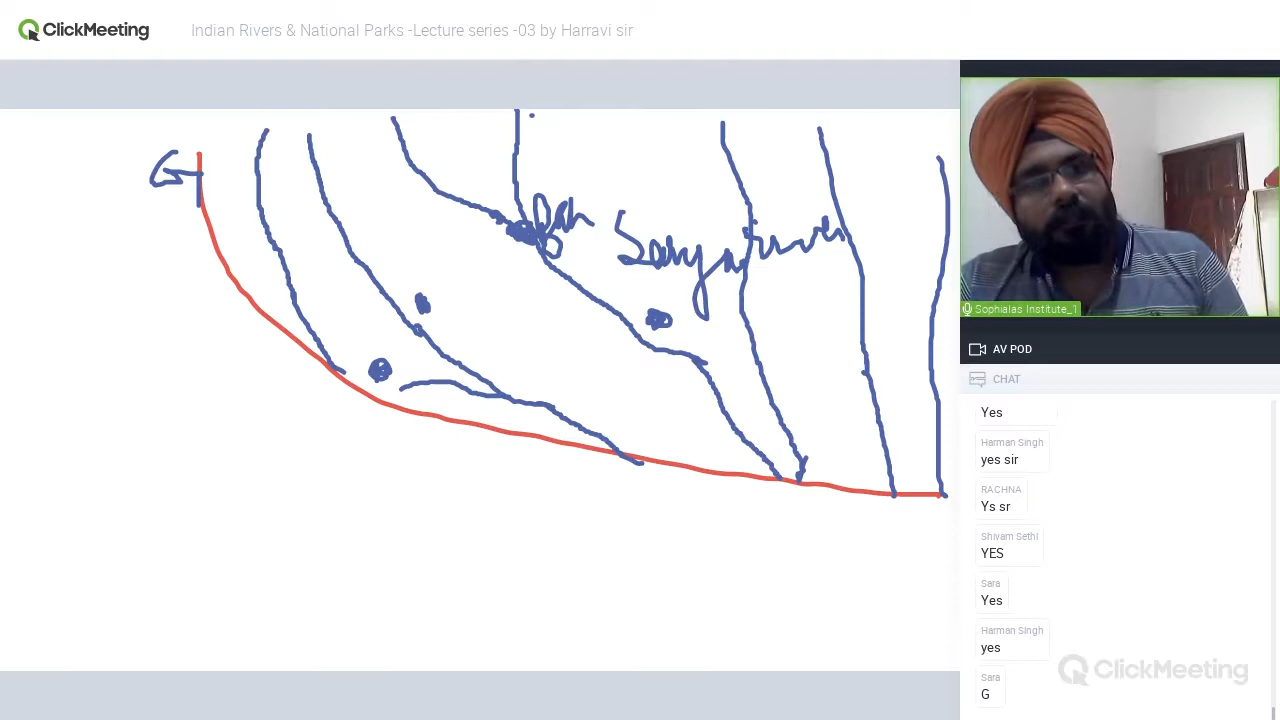 ClickMeeting
Indian Rivers & National Parks -Lecture series -03 by Harravi sir
G
Sophialas Institute_1
AV POD
CHAT
Yes
Harman Singh
yes sir
RACHNA
Ys sr
Shivam Sethi
YES
Sara
Yes
Harman Singh
yes
Sara
G
ClickMeeting